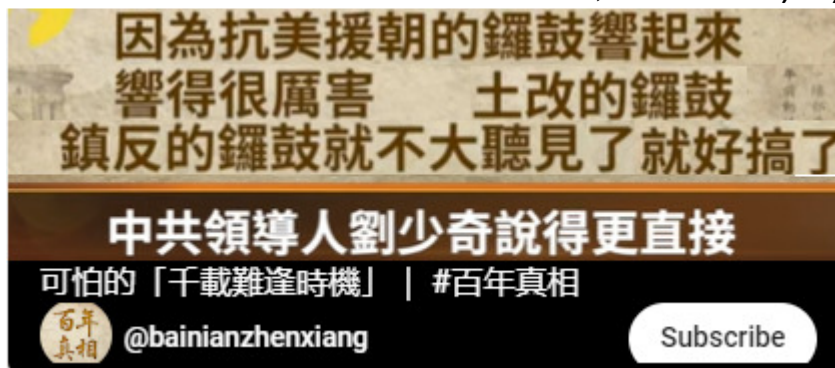 因為抗美援朝的鑼鼓響起來
響得很厲害 土改的鑼鼓
鎮反的鑼鼓就不大聽見了就好搞了
中共領導人劉少奇說得更直接
可怕的「千載難逢時機」 | #百年真相
百年真相
@bainianzhenxiang
Subscribe